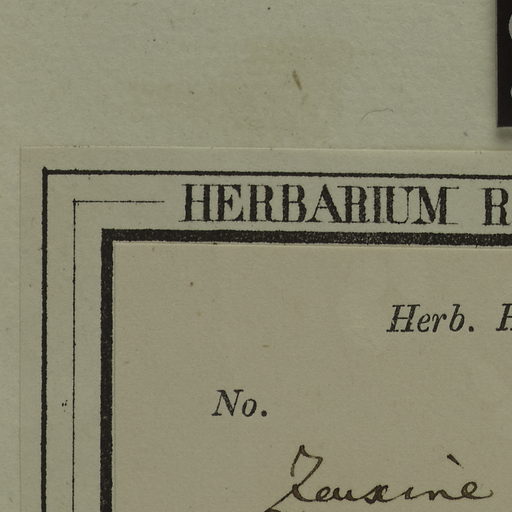 HERBARIUM R
Herb. H
No.
Zeuxine